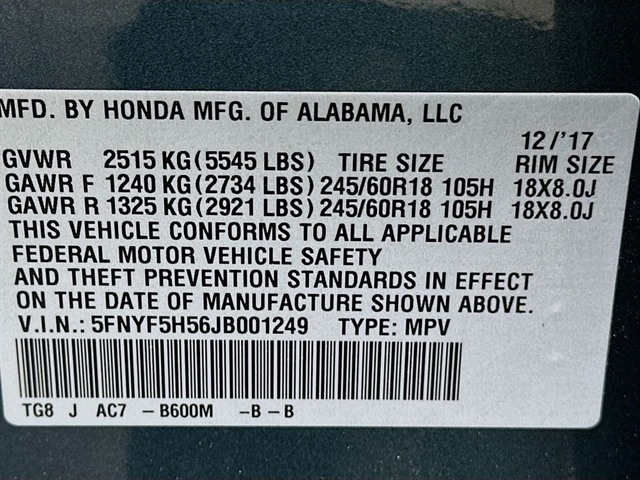 MFD. BY HONDA MFG. OF ALABAMA, LLC
12/'17
GVWR 2515 KG (5545 LBS) TIRE SIZE RIM SIZE
GAWR F 1240 KG (2734 LBS) 245/60R18 105H 18X8.0J
GAWR R 1325 KG (2921 LBS) 245/60R18 105H 18X8.0J
THIS VEHICLE CONFORMS TO ALL APPLICABLE
FEDERAL MOTOR VEHICLE SAFETY
AND THEFT PREVENTION STANDARDS IN EFFECT
ON THE DATE OF MANUFACTURE SHOWN ABOVE.
V.I.N.: 5FNYF5H56JB001249 TYPE: MPV
TG8 J AC7 – B600M –B – B